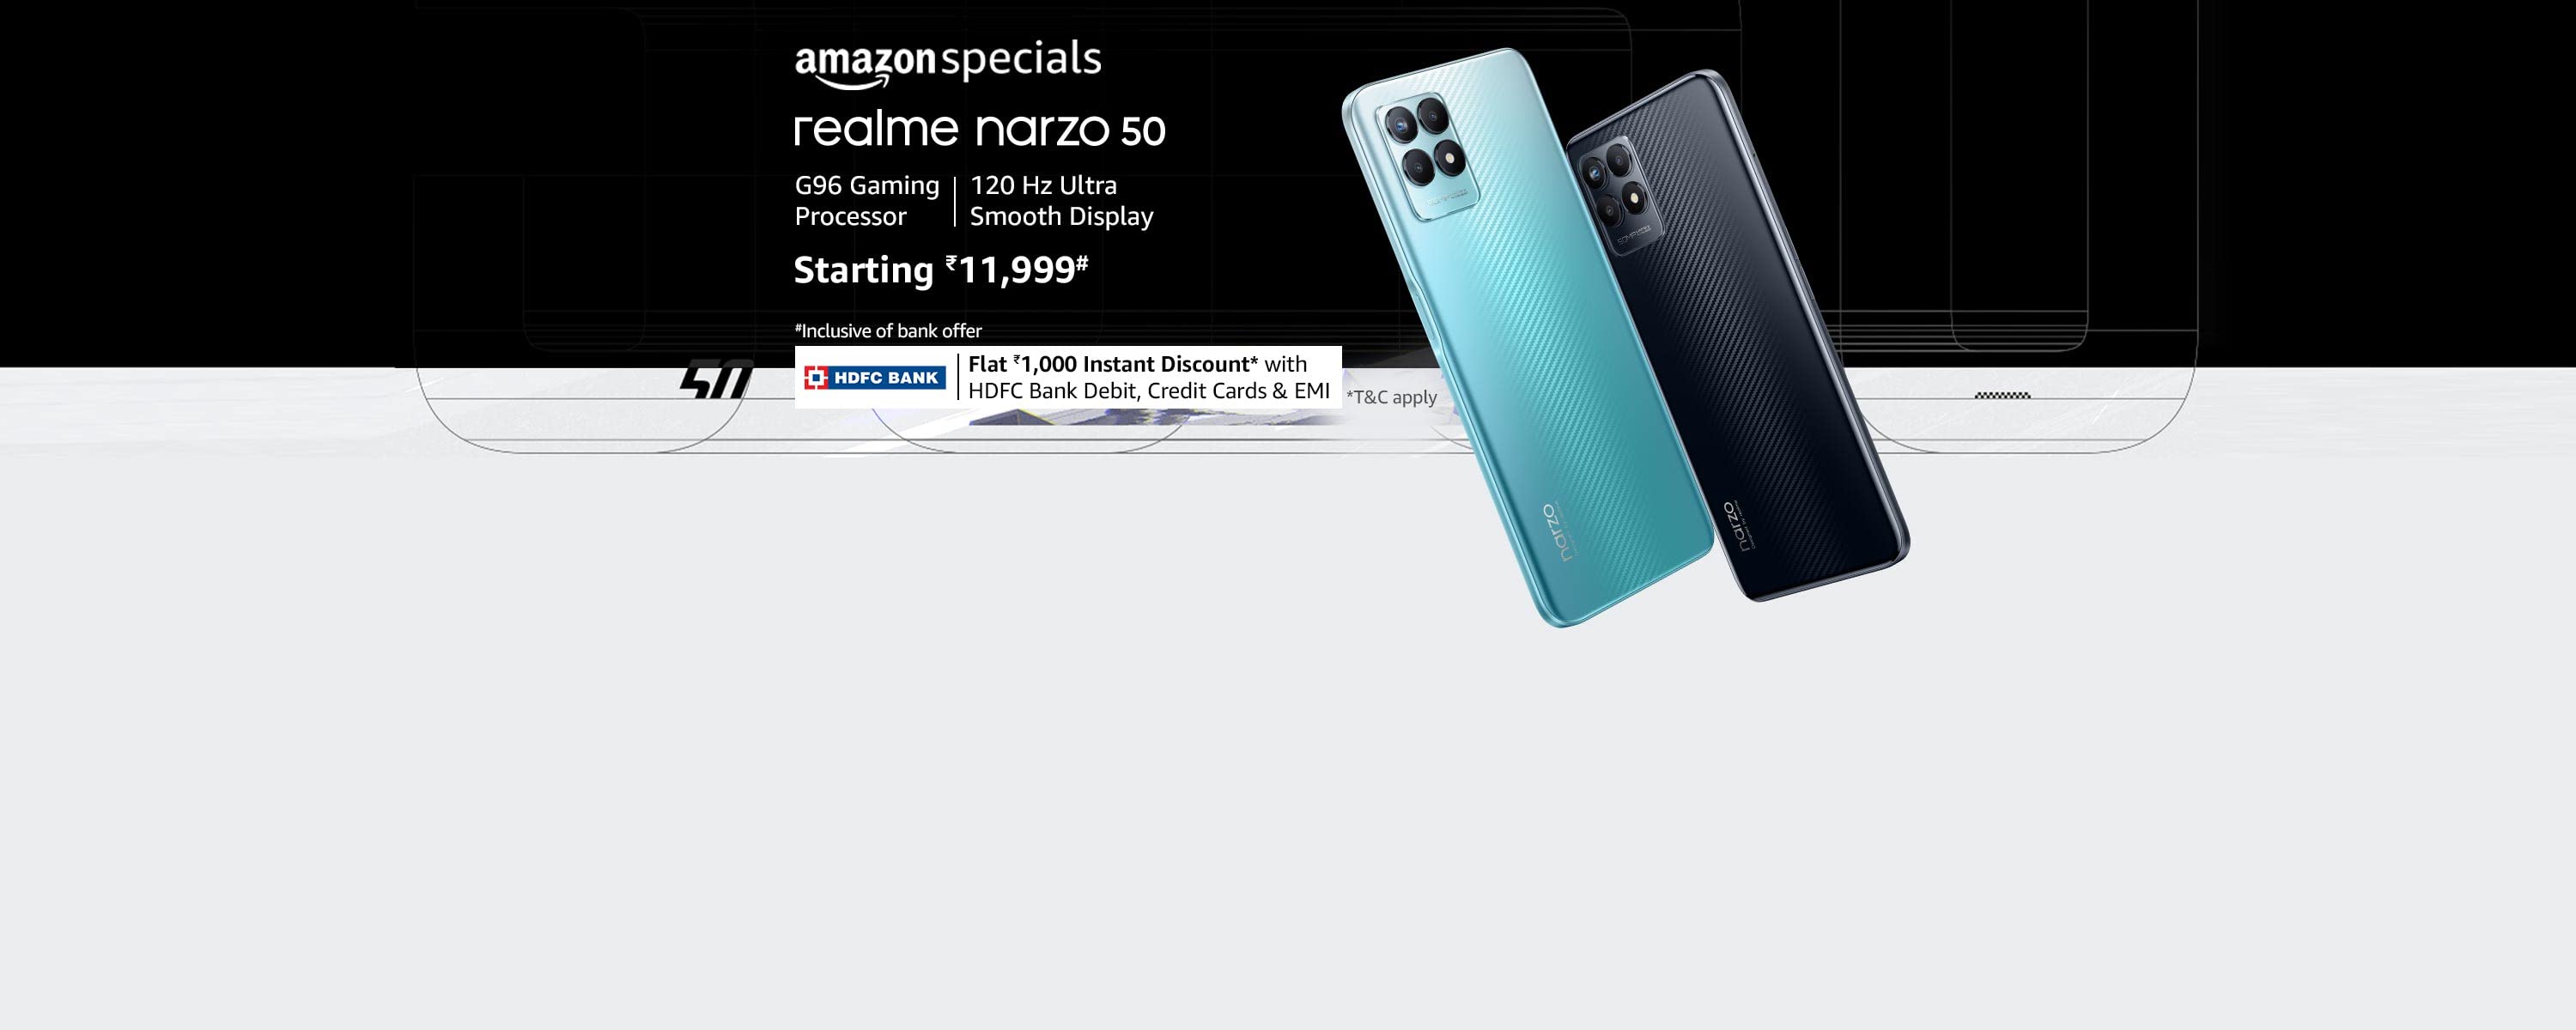 amazonspecials
realme narzo 50
G96 Gaming
Processor
120 Hz Ultra
Smooth Display
Starting ₹11,999#
#Inclusive of bank offer
50
HDFC BANK
Flat ₹1,000 Instant Discount* with
HDFC Bank Debit, Credit Cards & EMI
*T&C apply
narzo
narzo